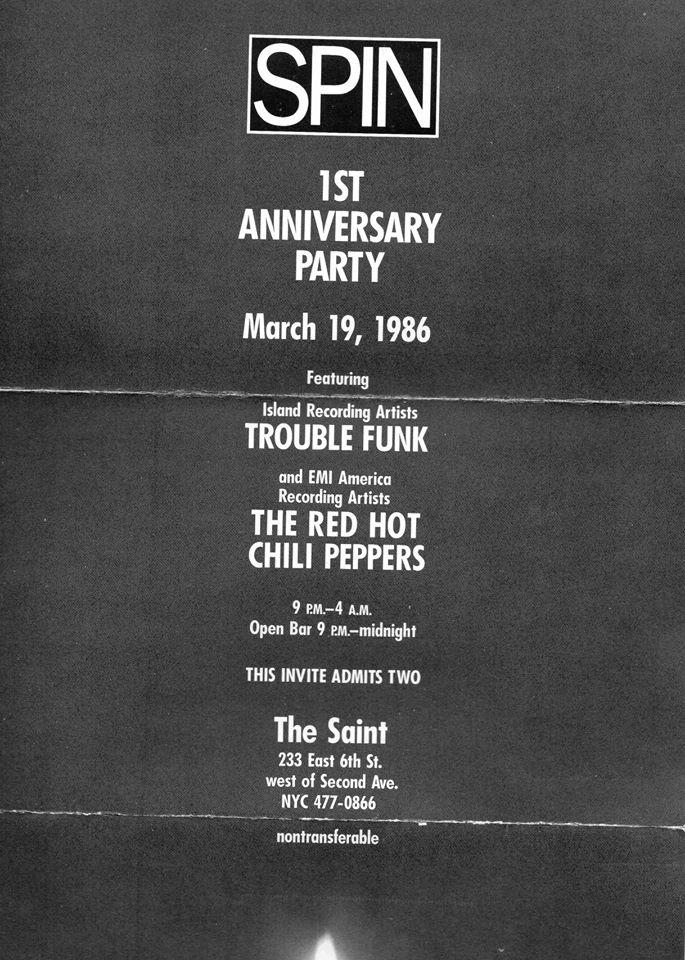 SPIN
1ST
ANNIVERSARY
PARTY
March 19, 1986
Featuring
Island Recording Artists
TROUBLE FUNK
and EMI America
Recording Artists
THE RED HOT
CHILI PEPPERS
9 P.M.–4 A.M.
Open Bar 9 P.M.–midnight
THIS INVITE ADMITS TWO
The Saint
233 East 6th St.
west of Second Ave.
NYC 477-0866
nontransferable